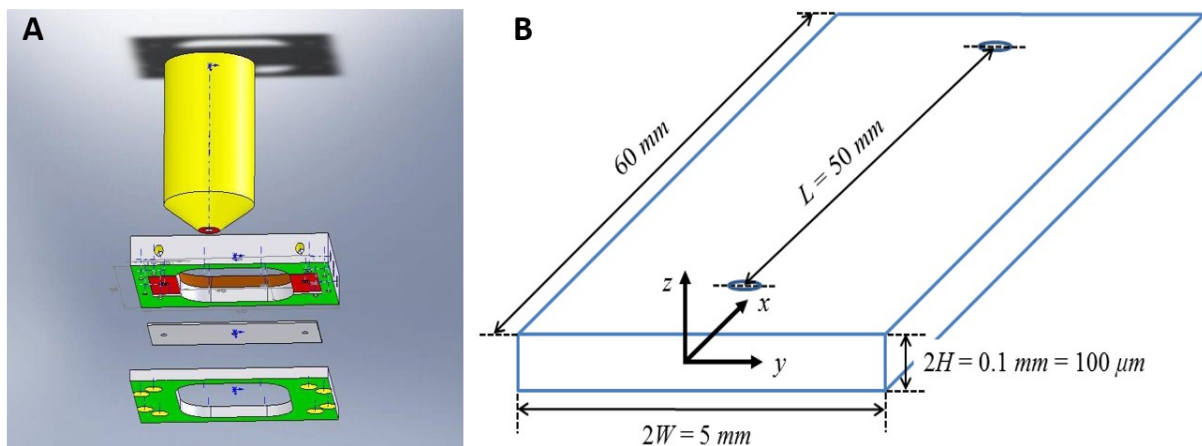 A
B
60 mm
L = 50 mm
z
x
y
2H = 0.1 mm = 100 μm
2W = 5 mm